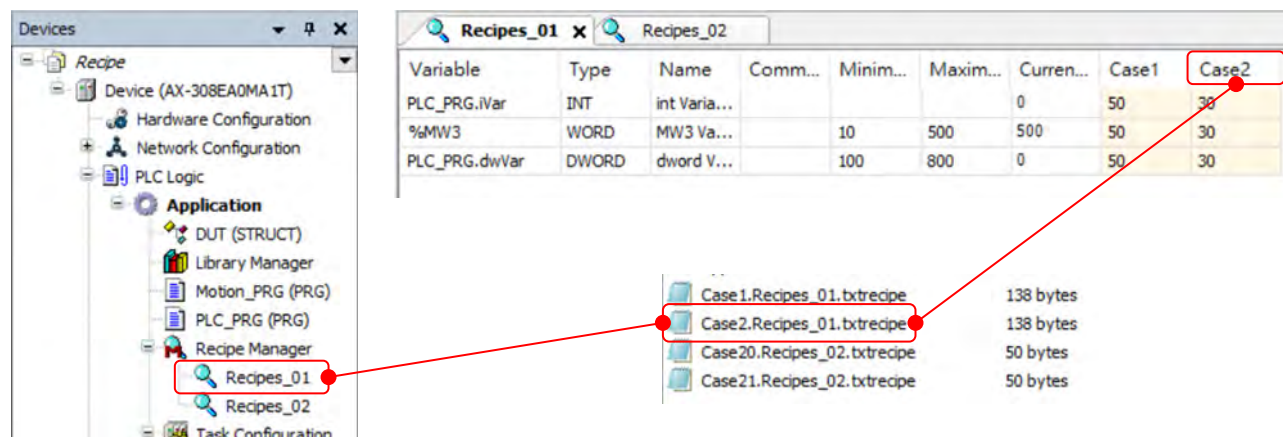 Devices
Recipe
Device (AX-308EA0MA1T)
Hardware Configuration
Network Configuration
PLC Logic
Application
DUT (STRUCT)
Library Manager
Motion_PRG (PRG)
PLC_PRG (PRG)
Recipe Manager
Recipes_01
Recipes_02
Task Configuration
Recipes_01 Recipes_02
Variable Type Name Comm... Minim... Maxim... Curren... Case1 Case2
PLC_PRG.iVar INT int Varia... 0 50 30
%MW3 WORD MW3 Va... 10 500 500 50 30
PLC_PRG.dwVar DWORD dword V... 100 800 0 50 30
Case1.Recipes_01.txtrecipe 138 bytes
Case2.Recipes_01.txtrecipe 138 bytes
Case20.Recipes_02.txtrecipe 50 bytes
Case21.Recipes_02.txtrecipe 50 bytes